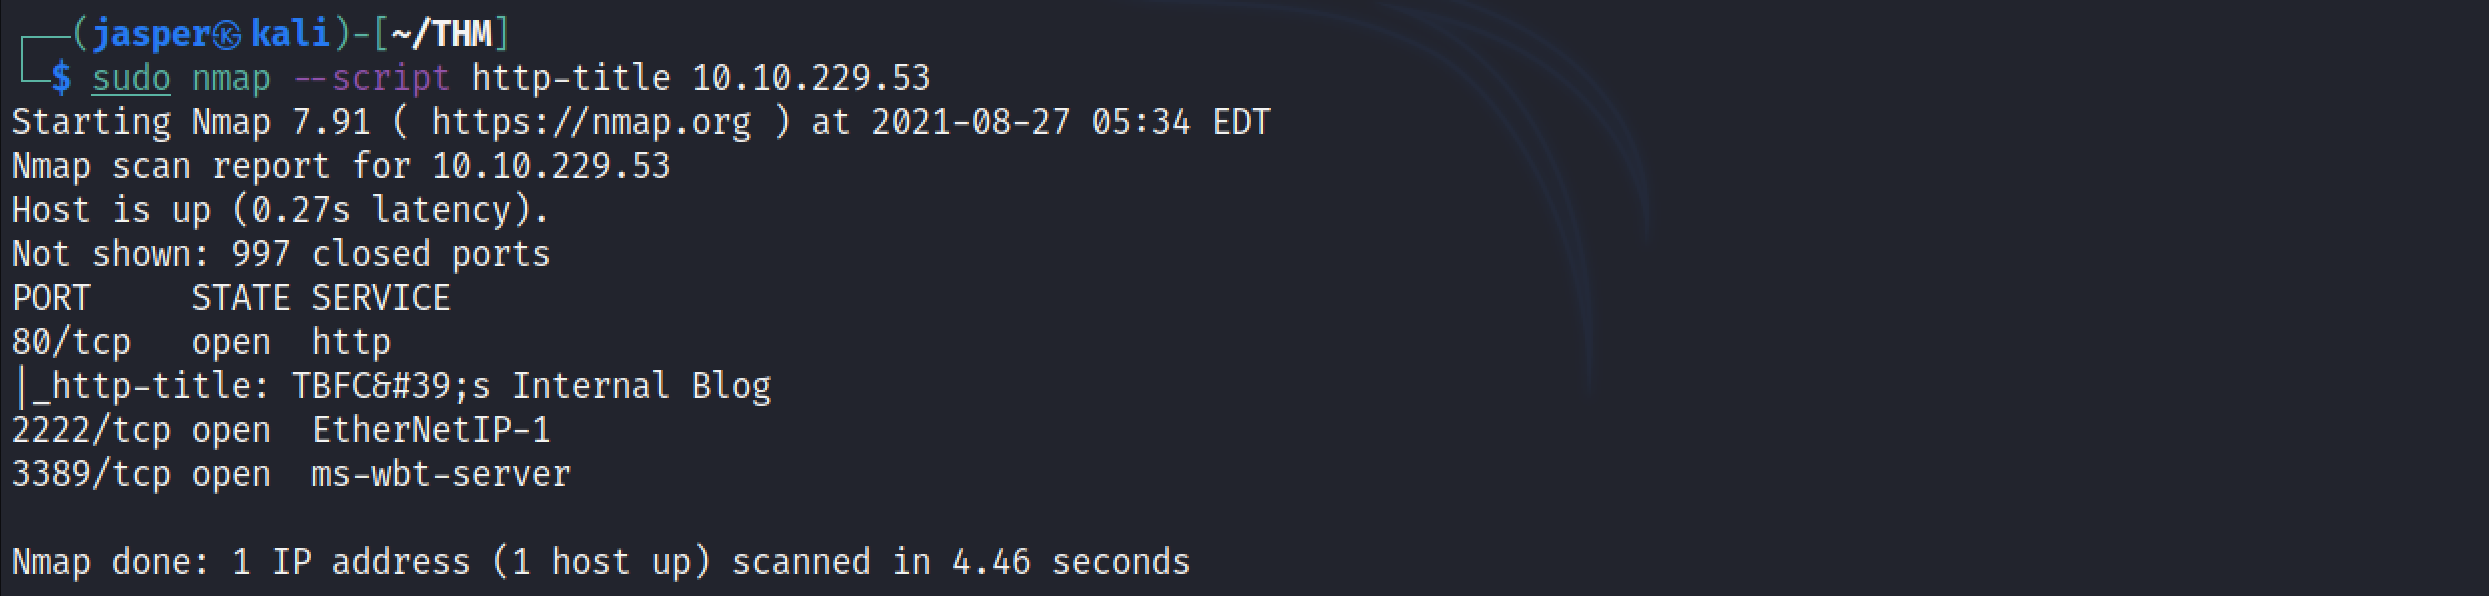 ┌──(jasper㉿kali)-[~/THM]
└─$ sudo nmap --script http-title 10.10.229.53
Starting Nmap 7.91 ( https://nmap.org ) at 2021-08-27 05:34 EDT
Nmap scan report for 10.10.229.53
Host is up (0.27s latency).
Not shown: 997 closed ports
PORT     STATE SERVICE
80/tcp   open  http
|_http-title: TBFC&#39;s Internal Blog
2222/tcp open  EtherNetIP-1
3389/tcp open  ms-wbt-server
Nmap done: 1 IP address (1 host up) scanned in 4.46 seconds